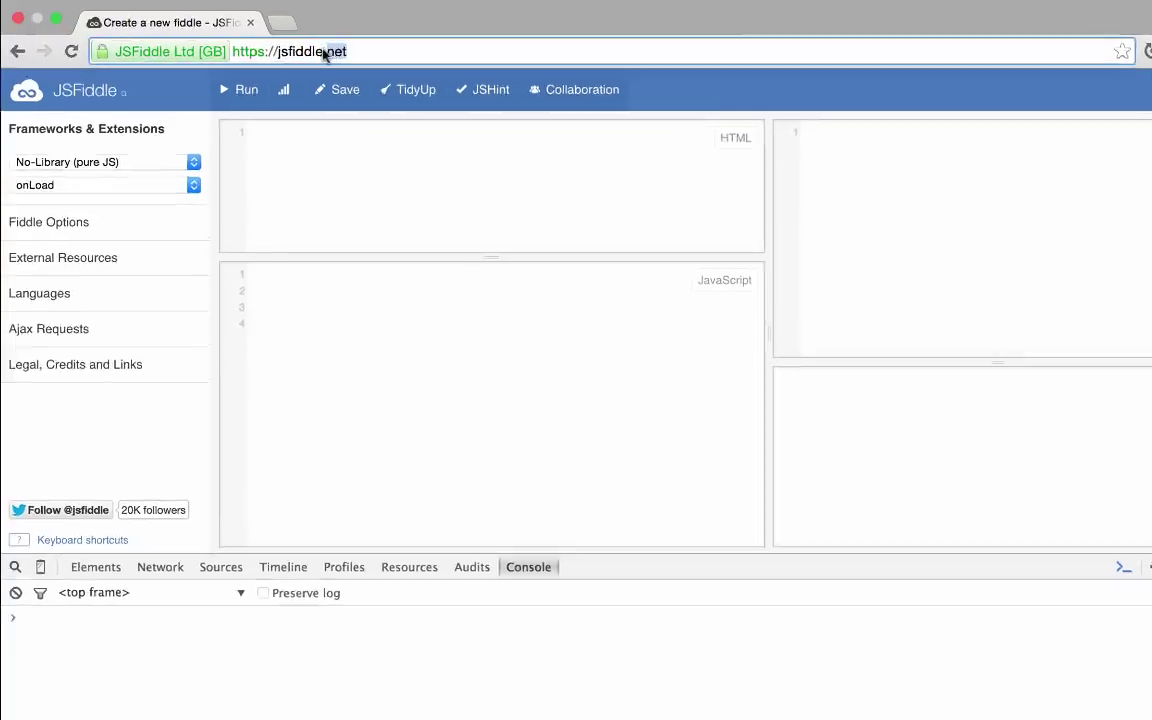 Create a new fiddle - JSFi
JSFiddle Ltd [GB] https://jsfiddle.net
JSFiddle Run Save TidyUp JSHint Collaboration
Frameworks & Extensions
No-Library (pure JS)
onLoad
Fiddle Options
External Resources
Languages
Ajax Requests
Legal, Credits and Links
Follow @jsfiddle 20K followers
? Keyboard shortcuts
1 HTML
1
2
3
4
JavaScript
1
Elements Network Sources Timeline Profiles Resources Audits Console
<top frame> Preserve log